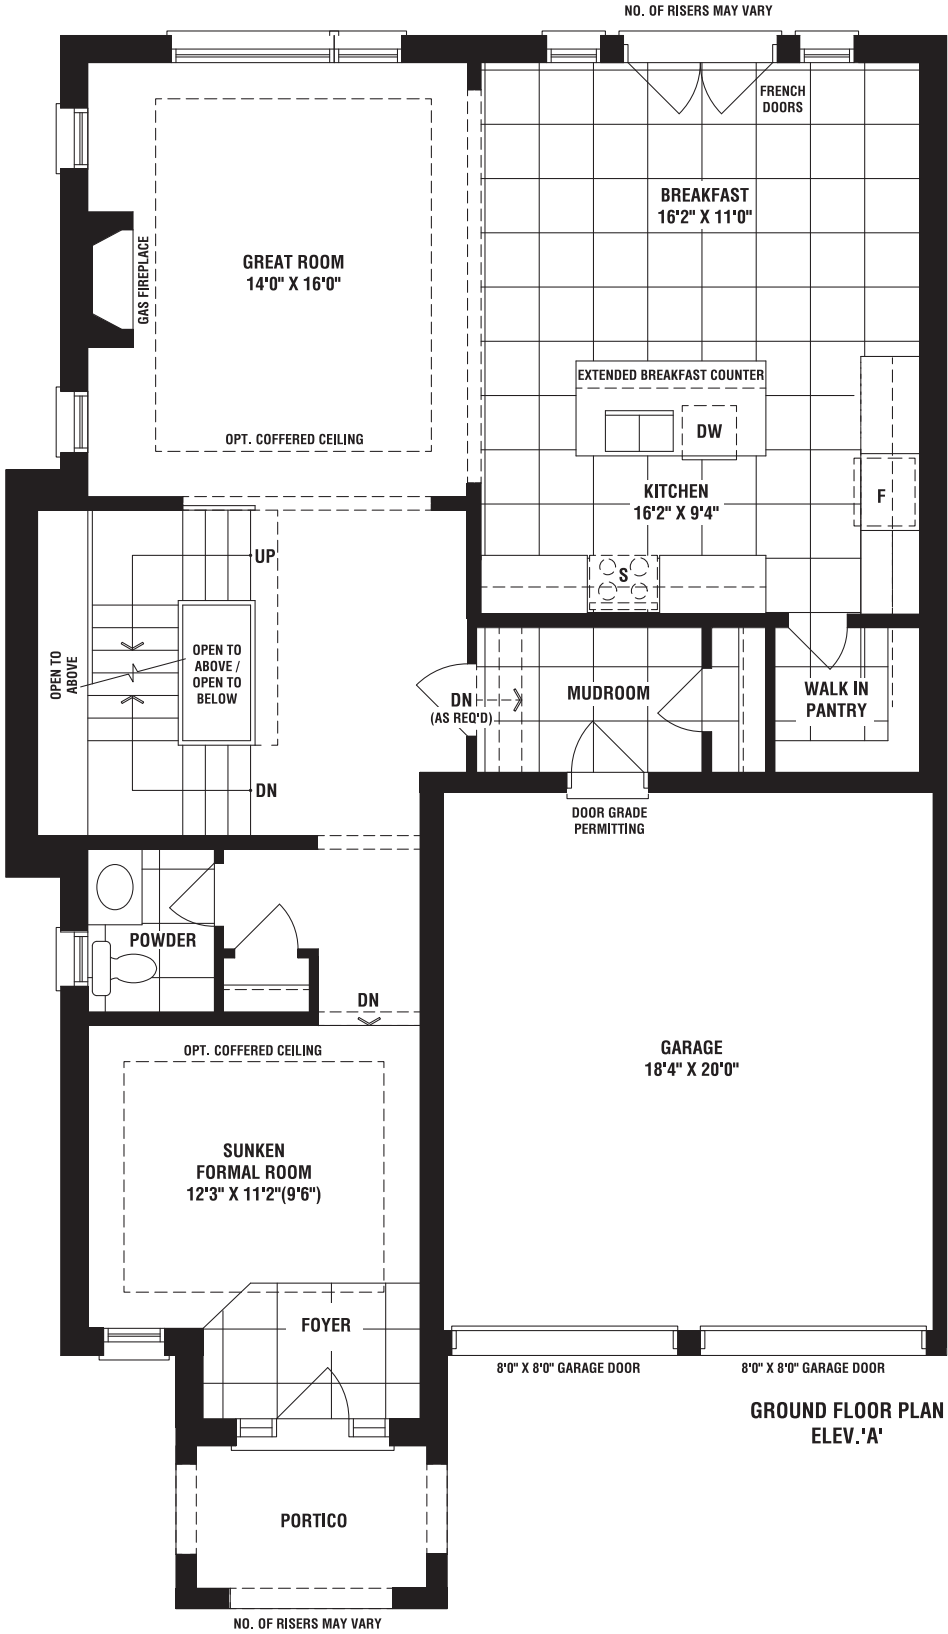 NO. OF RISERS MAY VARY
FRENCH
DOORS
BREAKFAST
16'2" X 11'0"
GREAT ROOM
14'0" X 16'0"
GAS FIREPLACE
EXTENDED BREAKFAST COUNTER
DW
OPT. COFFERED CEILING
KITCHEN
16'2" X 9'4"
F
S
UP
OPEN TO
ABOVE
OPEN TO
ABOVE /
OPEN TO
BELOW
DN
DN
(AS REQ'D)
MUDROOM
WALK IN
PANTRY
DOOR GRADE
PERMITTING
POWDER
DN
OPT. COFFERED CEILING
GARAGE
18'4" X 20'0"
SUNKEN
FORMAL ROOM
12'3" X 11'2"(9'6")
FOYER
8'0" X 8'0" GARAGE DOOR
8'0" X 8'0" GARAGE DOOR
GROUND FLOOR PLAN
ELEV.'A'
PORTICO
NO. OF RISERS MAY VARY